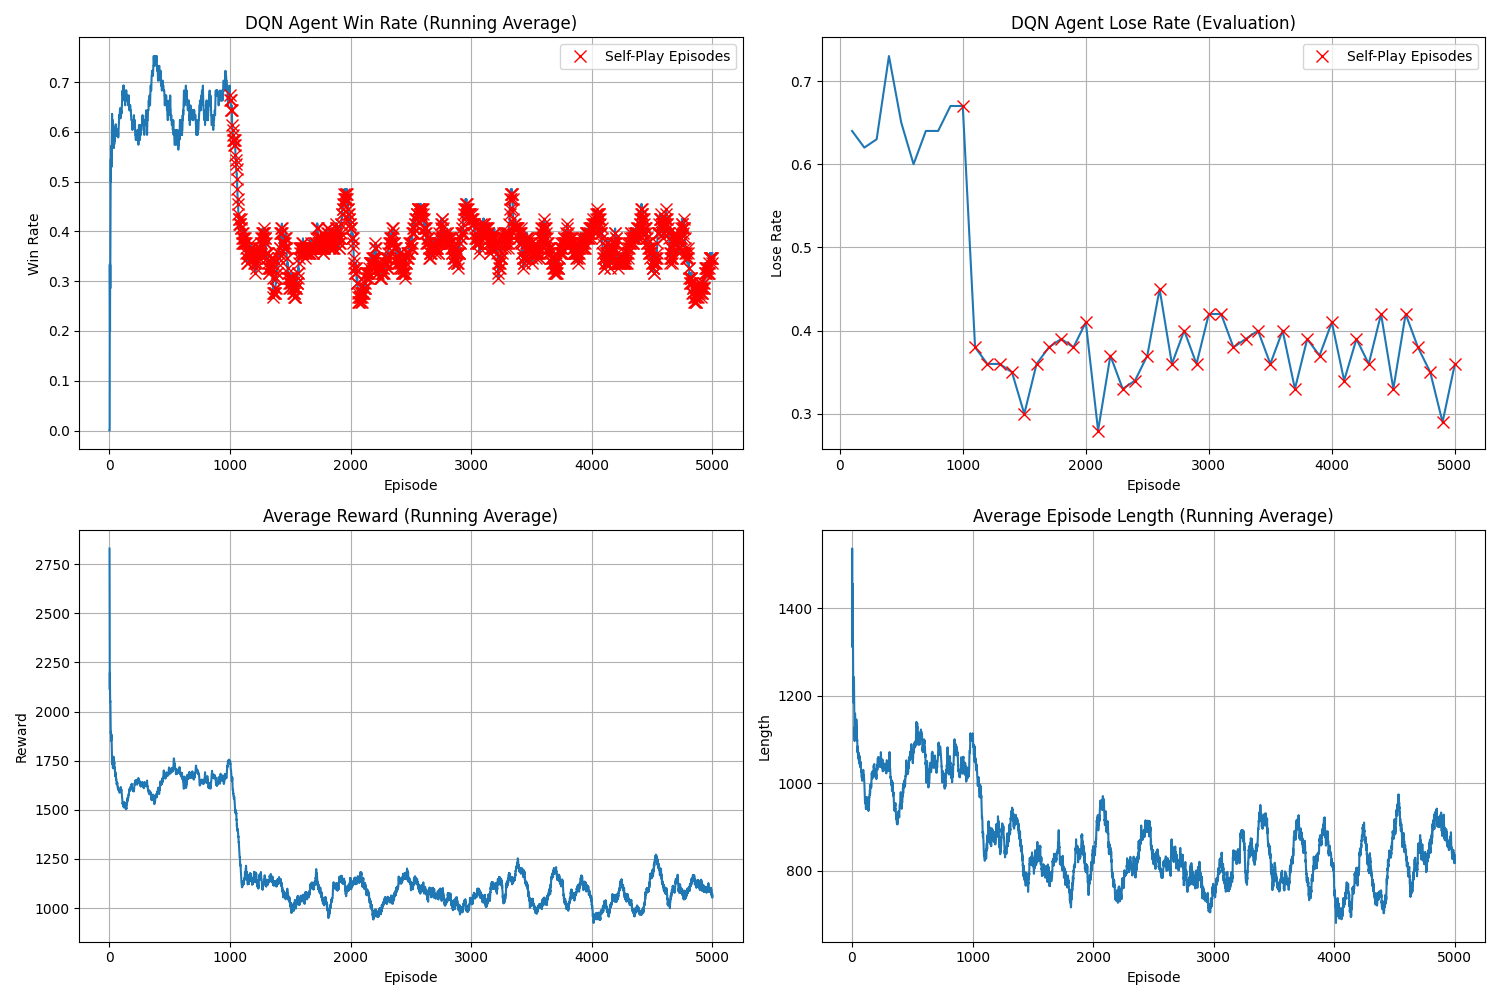 DQN Agent Win Rate (Running Average)
Self-Play Episodes
0.7
0.6
0.5
0.4
0.3
0.2
0.1
0.0
Win Rate
0 1000 2000 3000 4000 5000
Episode
DQN Agent Lose Rate (Evaluation)
Self-Play Episodes
0.7
0.6
0.5
0.4
0.3
Lose Rate
0 1000 2000 3000 4000 5000
Episode
Average Reward (Running Average)
2750
2500
2250
2000
1750
1500
1250
1000
Reward
0 1000 2000 3000 4000 5000
Episode
Average Episode Length (Running Average)
1400
1200
1000
800
Length
0 1000 2000 3000 4000 5000
Episode